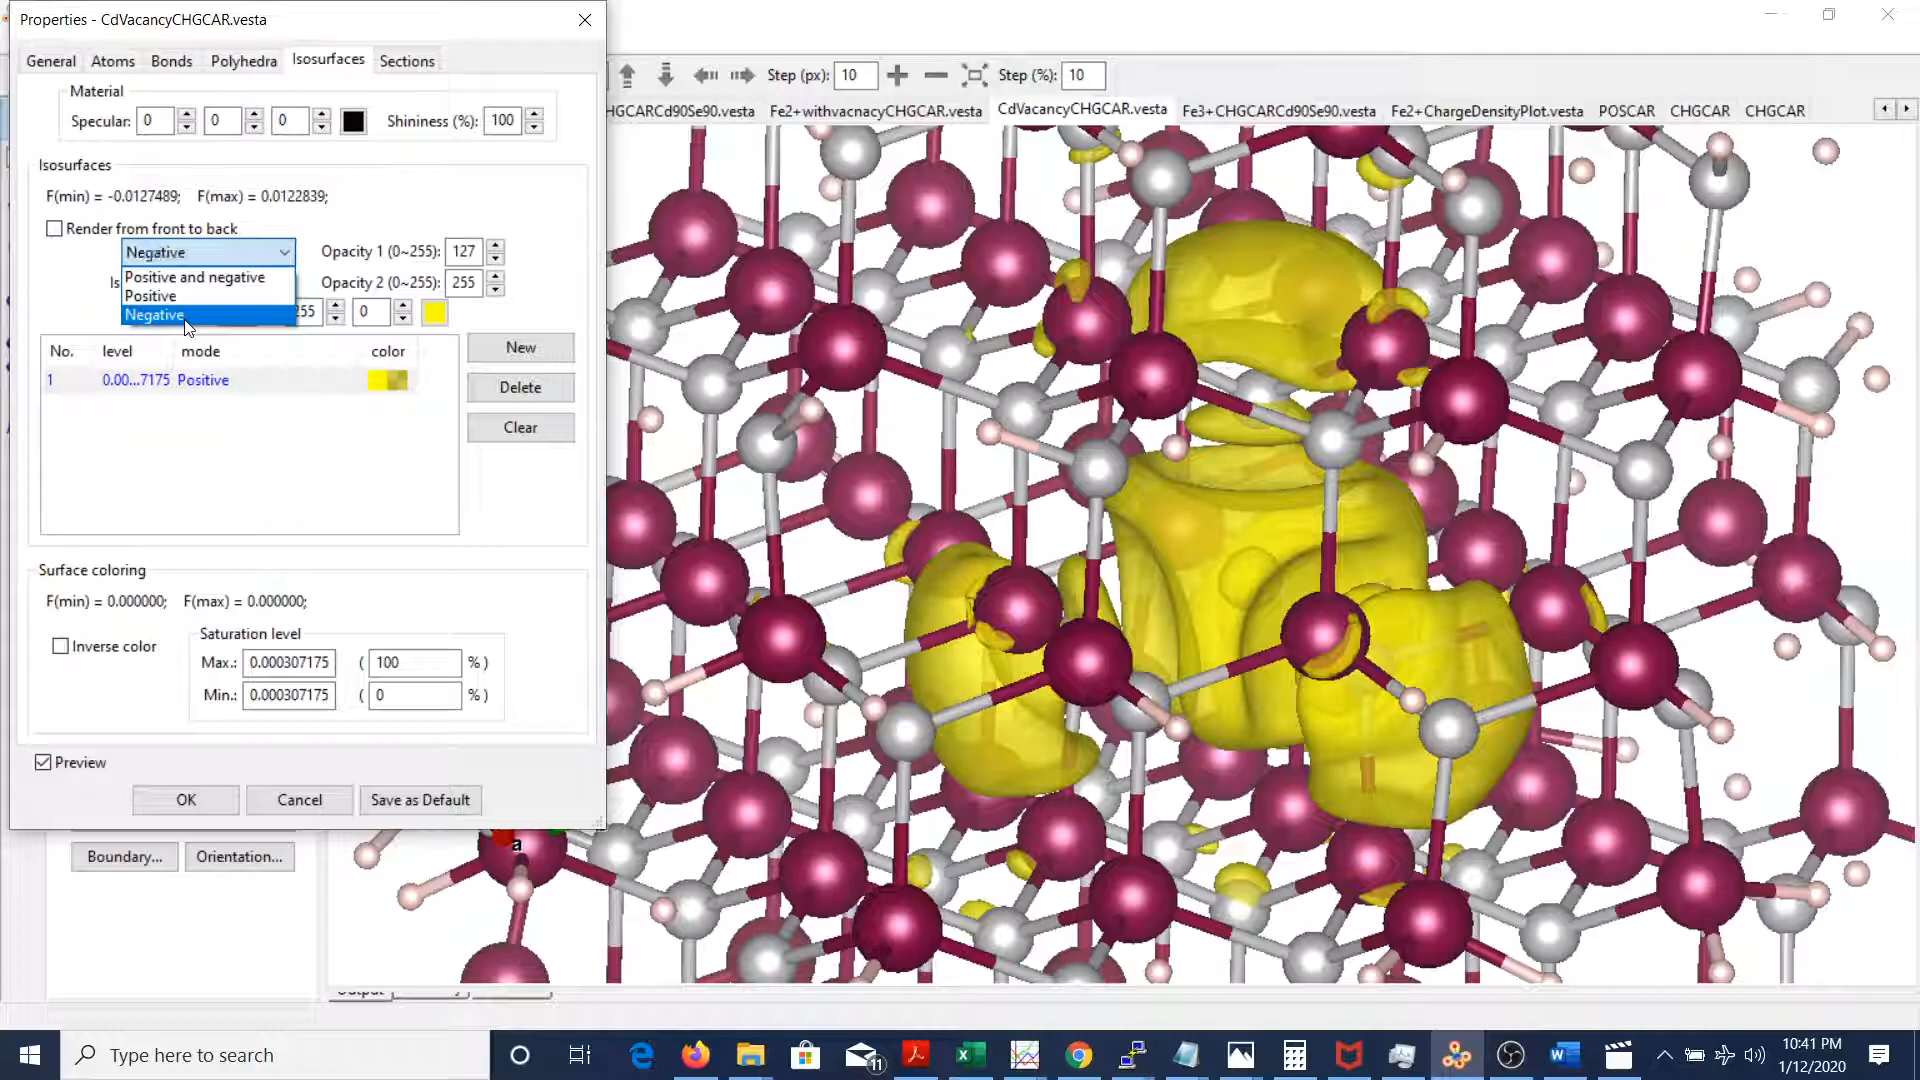 Properties - CdVacancyCHGCAR.vesta
General Atoms Bonds Polyhedra Isosurfaces Sections
Material
Specular: 0 0 0 Shininess (%): 100
Isosurfaces
F(min) = -0.0127489; F(max) = 0.0122839;
Render from front to back
Negative Opacity 1 (0~255): 127
Positive and negative
Is Opacity 2 (0~255): 255
Positive
Negative 255 0
No. level mode color
1 0.00...7175 Positive
New
Delete
Clear
Surface coloring
F(min) = 0.000000; F(max) = 0.000000;
Inverse color
Saturation level
Max.: 0.000307175 ( 100 % )
Min.: 0.000307175 ( 0 % )
Preview
OK Cancel Save as Default
Boundary... Orientation...
Step (px): 10 Step (%): 10
HGCARCd90Se90.vesta Fe2+withvacnacyCHGCAR.vesta CdVacancyCHGCAR.vesta Fe3+CHGCARCd90Se90.vesta Fe2+ChargeDensityPlot.vesta POSCAR CHGCAR CHGCAR
a
Output
Type here to search
11
10:41 PM
1/12/2020